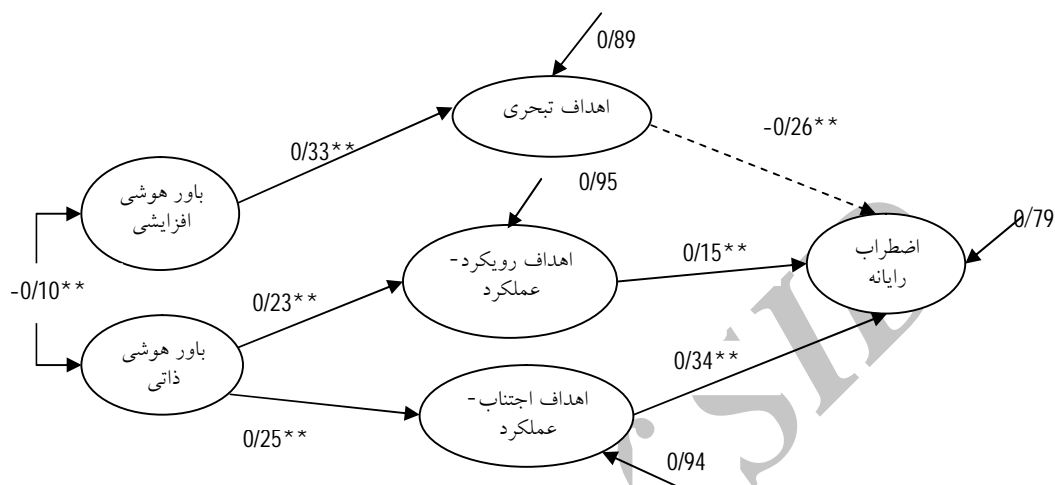 0/89
اهداف تبحری
-0/26**
0/33**
0/95
باور هوشی
افزایشی
0/79
اضطراب
رایانه
اهداف رویکرد-
عملکرد
0/15**
-0/10**
0/23**
باور هوشی
ذاتی
0/34**
اهداف اجتناب-
عملکرد
0/25**
0/94